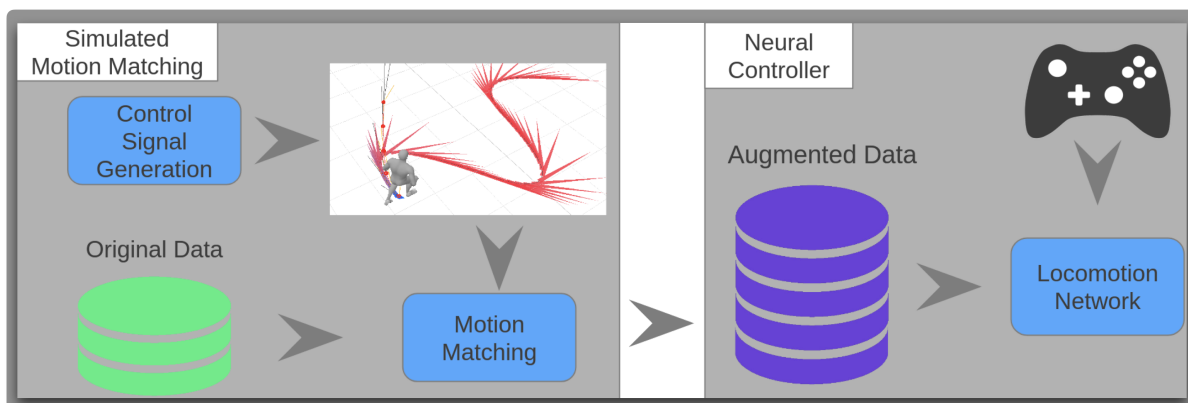 Simulated
Motion Matching
Control
Signal
Generation
Original Data
Motion
Matching
Neural
Controller
Augmented Data
Locomotion
Network